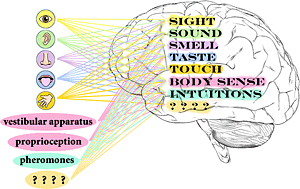 SIGHT
SOUND
SMELL
TASTE
TOUCH
BODY SENSE
INTUITIONS
? ? ? ?
vestibular apparatus
proprioception
pheromones
? ? ? ?